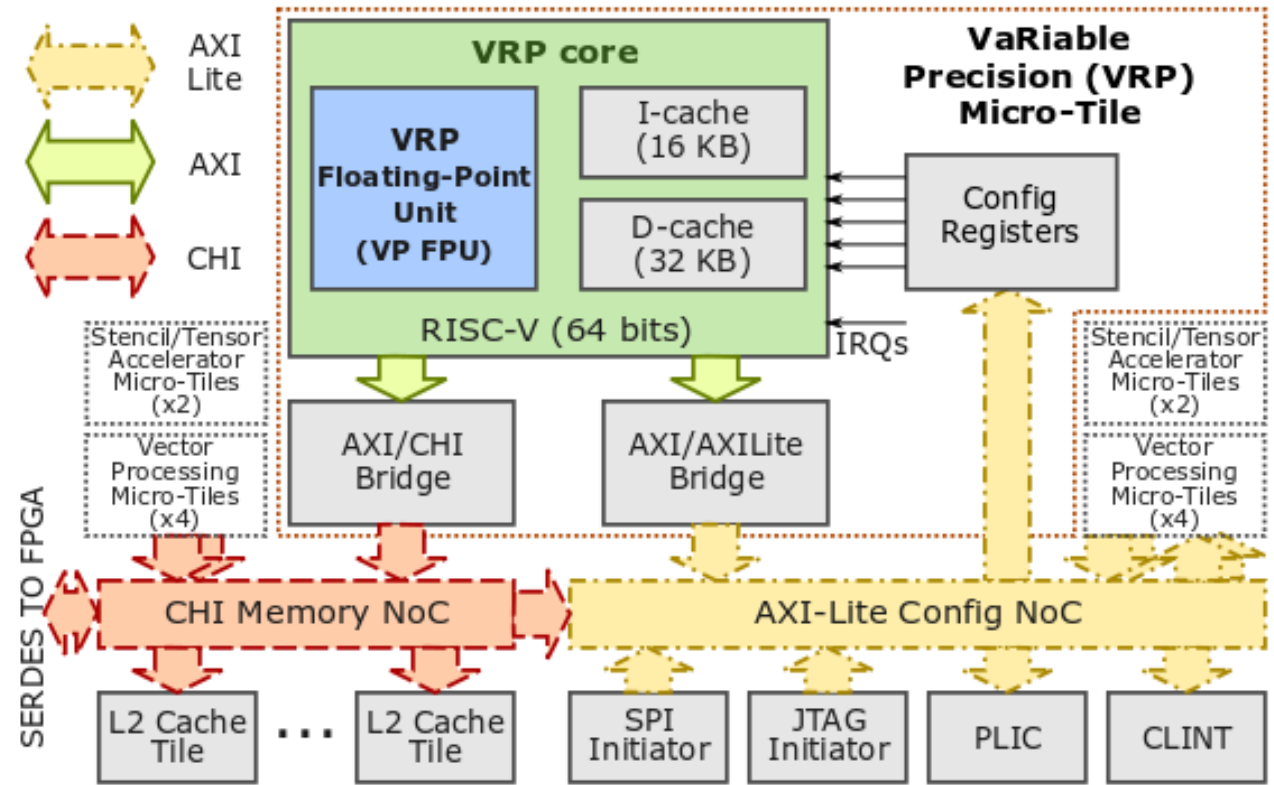 AXI
Lite
AXI
CHI
VRP core
VRP
Floating-Point
Unit
(VP FPU)
I-cache
(16 KB)
D-cache
(32 KB)
RISC-V (64 bits)
VaRiable
Precision (VRP)
Micro-Tile
Config
Registers
IRQs
Stencil/Tensor
Accelerator
Micro-Tiles
(x2)
Vector
Processing
Micro-Tiles
(x4)
AXI/CHI
Bridge
AXI/AXILite
Bridge
Stencil/Tensor
Accelerator
Micro-Tiles
(x2)
Vector
Processing
Micro-Tiles
(x4)
SERDES TO FPGA
CHI Memory NoC
AXI-Lite Config NoC
L2 Cache
Tile
...
L2 Cache
Tile
SPI
Initiator
JTAG
Initiator
PLIC
CLINT